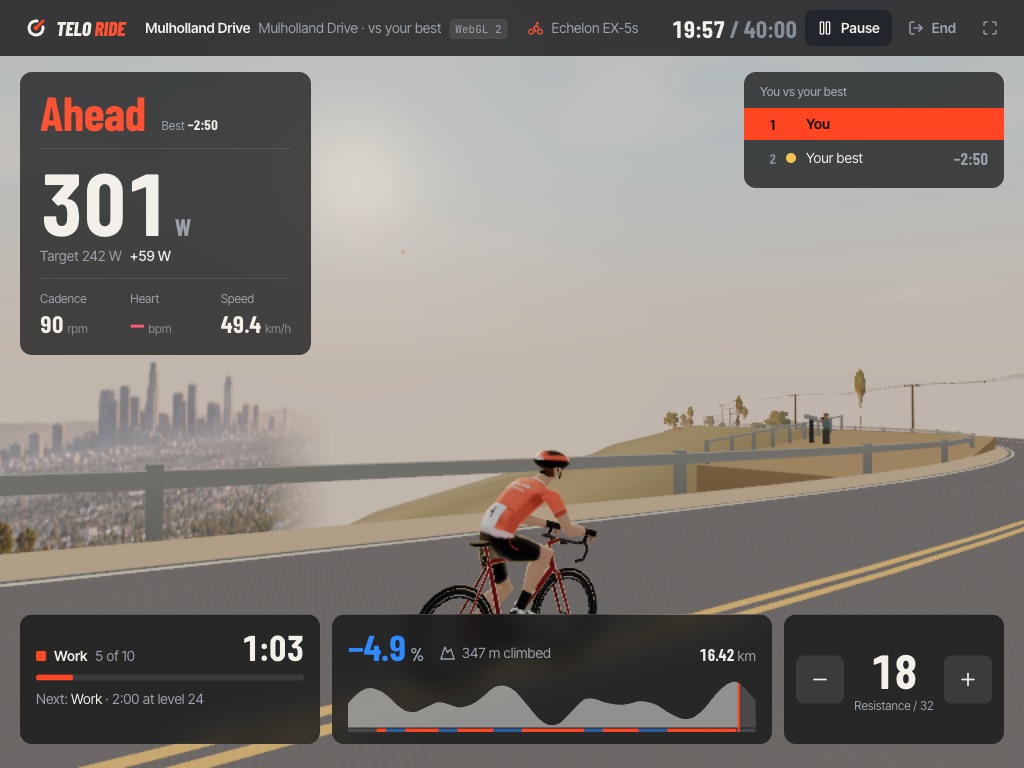 TELO RIDE
Mulholland Drive Mulholland Drive · vs your best WebGL 2 Echelon EX-5s 19:57 / 40:00 Pause End
Ahead Best −2:50
301 W
Target 242 W +59 W
Cadence Heart Speed
90 rpm – bpm 49.4 km/h
You vs your best
1 You
2 Your best −2:50
Work 5 of 10 1:03
Next: Work · 2:00 at level 24
−4.9 % 347 m climbed 16.42 km
− 18 +
Resistance / 32